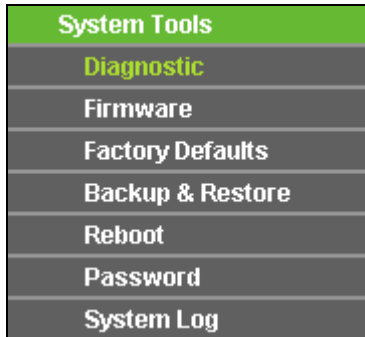 System Tools
Diagnostic
Firmware
Factory Defaults
Backup & Restore
Reboot
Password
System Log